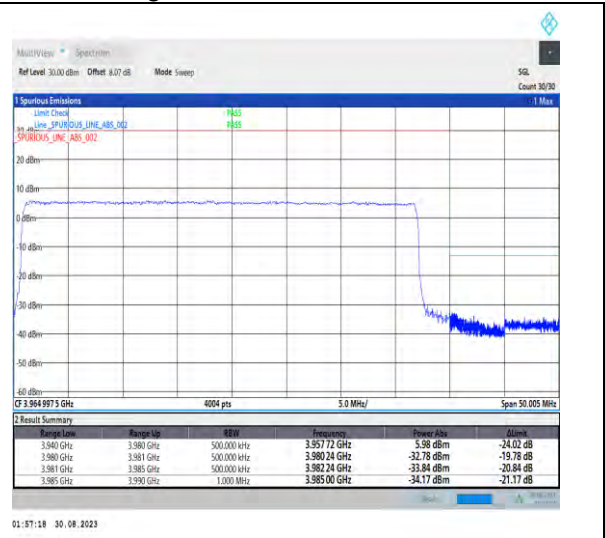 MultiView Spectrum
Ref Level 30.00 dBm Offset 8.07 dB Mode Sweep SGL
Count 30/30
1 Spurious Emissions 1 Max
Limit Check PASS
Line _SPURIOUS_LINE_ABS_002 PASS
30 dBm
SPURIOUS_LINE_ABS_002
20 dBm
10 dBm
0 dBm
-10 dBm
-20 dBm
-30 dBm
-40 dBm
-50 dBm
-60 dBm
CF 3.9649975 GHz 4004 pts 5.0 MHz/ Span 50.005 MHz
2 Result Summary
Range Low Range Up RBW Frequency Power Abs ΔLimit
3.940 GHz 3.980 GHz 500.000 kHz 3.957 72 GHz 5.98 dBm -24.02 dB
3.980 GHz 3.981 GHz 500.000 kHz 3.980 24 GHz -32.78 dBm -19.78 dB
3.981 GHz 3.985 GHz 500.000 kHz 3.982 24 GHz -33.84 dBm -20.84 dB
3.985 GHz 3.990 GHz 1.000 MHz 3.985 00 GHz -34.17 dBm -21.17 dB
01:57:18 30.08.2023